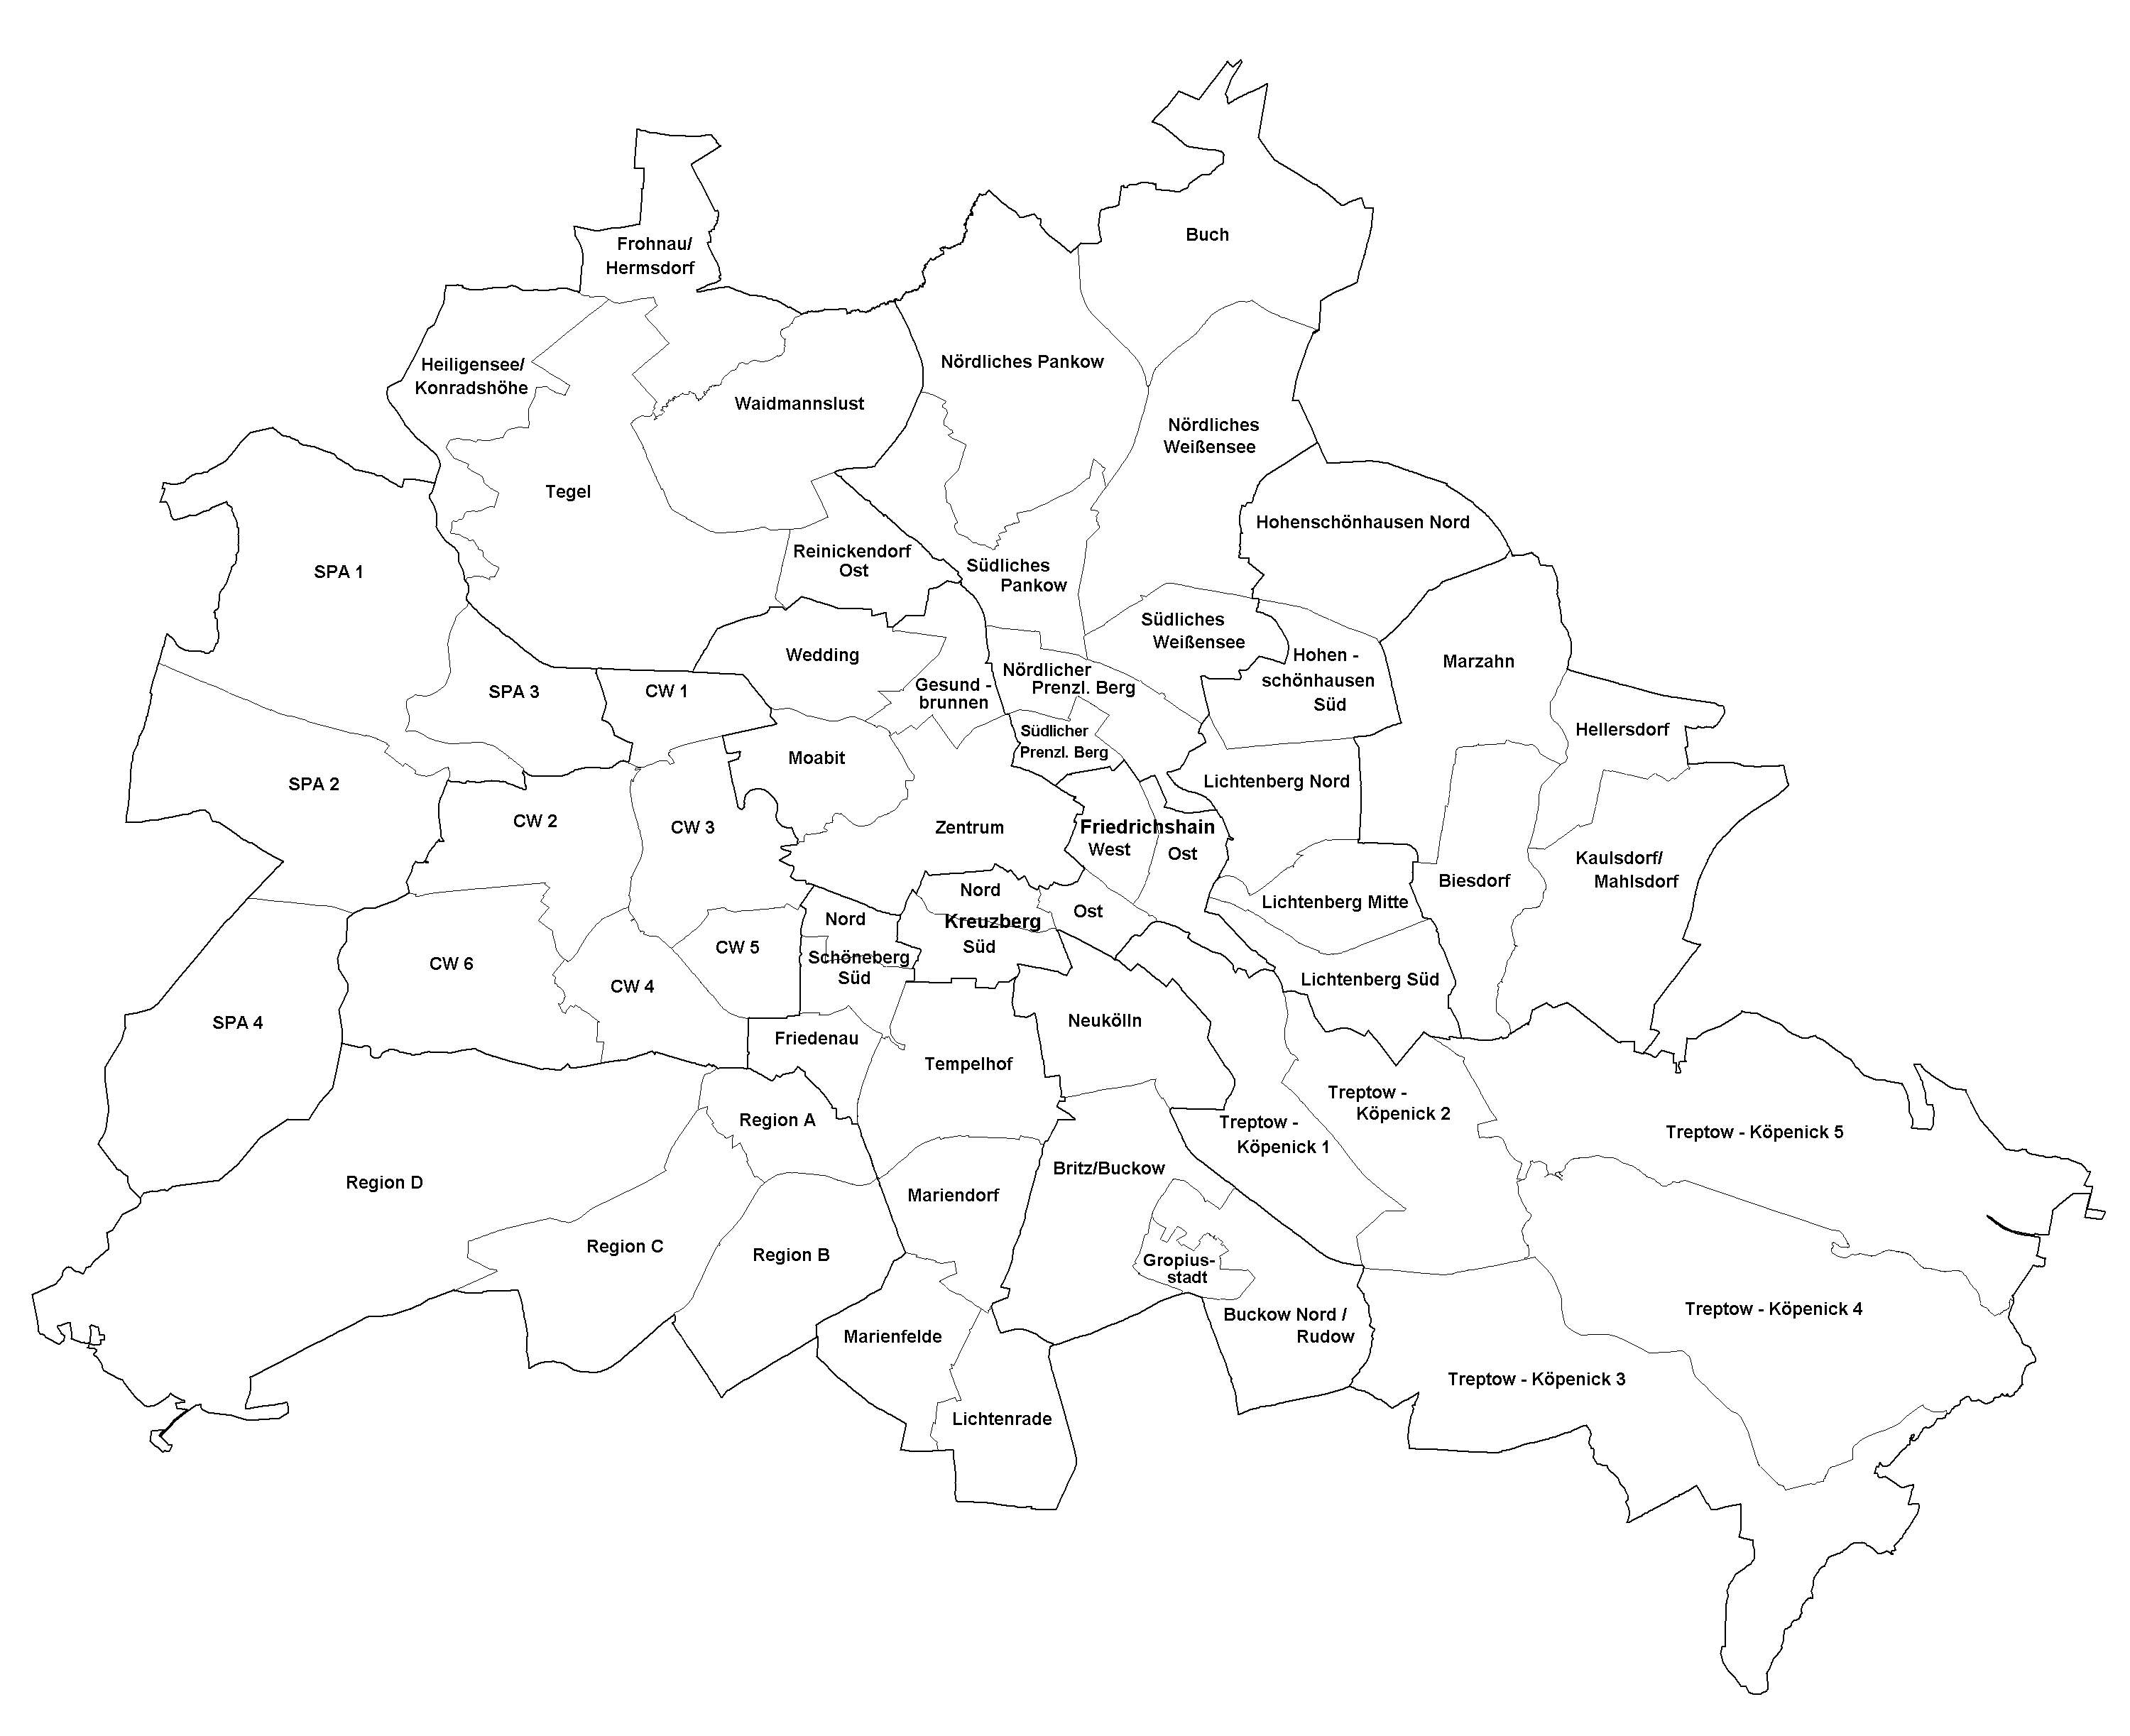 Buch
Frohnau/
Hermsdorf
Heiligensee/
Konradshöhe
Nördliches Pankow
Waidmannslust
Nördliches
Weißensee
Tegel
Hohenschönhausen Nord
Reinickendorf
Ost
SPA 1
Südliches
Pankow
Südliches
Weißensee
Wedding
Hohen -
schönhausen
Süd
Marzahn
Nördlicher
Prenzl. Berg
SPA 3
CW 1
Gesund -
brunnen
Hellersdorf
Südlicher
Prenzl. Berg
Moabit
SPA 2
Lichtenberg Nord
CW 2
CW 3
Zentrum
Friedrichshain
West
Ost
Kaulsdorf/
Mahlsdorf
Biesdorf
Nord
Kreuzberg
Süd
Ost
Lichtenberg Mitte
Nord
Schöneberg
Süd
CW 5
CW 6
CW 4
Lichtenberg Süd
SPA 4
Neukölln
Friedenau
Tempelhof
Treptow -
Köpenick 2
Region A
Treptow -
Köpenick 1
Treptow - Köpenick 5
Britz/Buckow
Region D
Mariendorf
Region C
Region B
Gropius-
stadt
Treptow - Köpenick 4
Buckow Nord /
Rudow
Marienfelde
Treptow - Köpenick 3
Lichtenrade